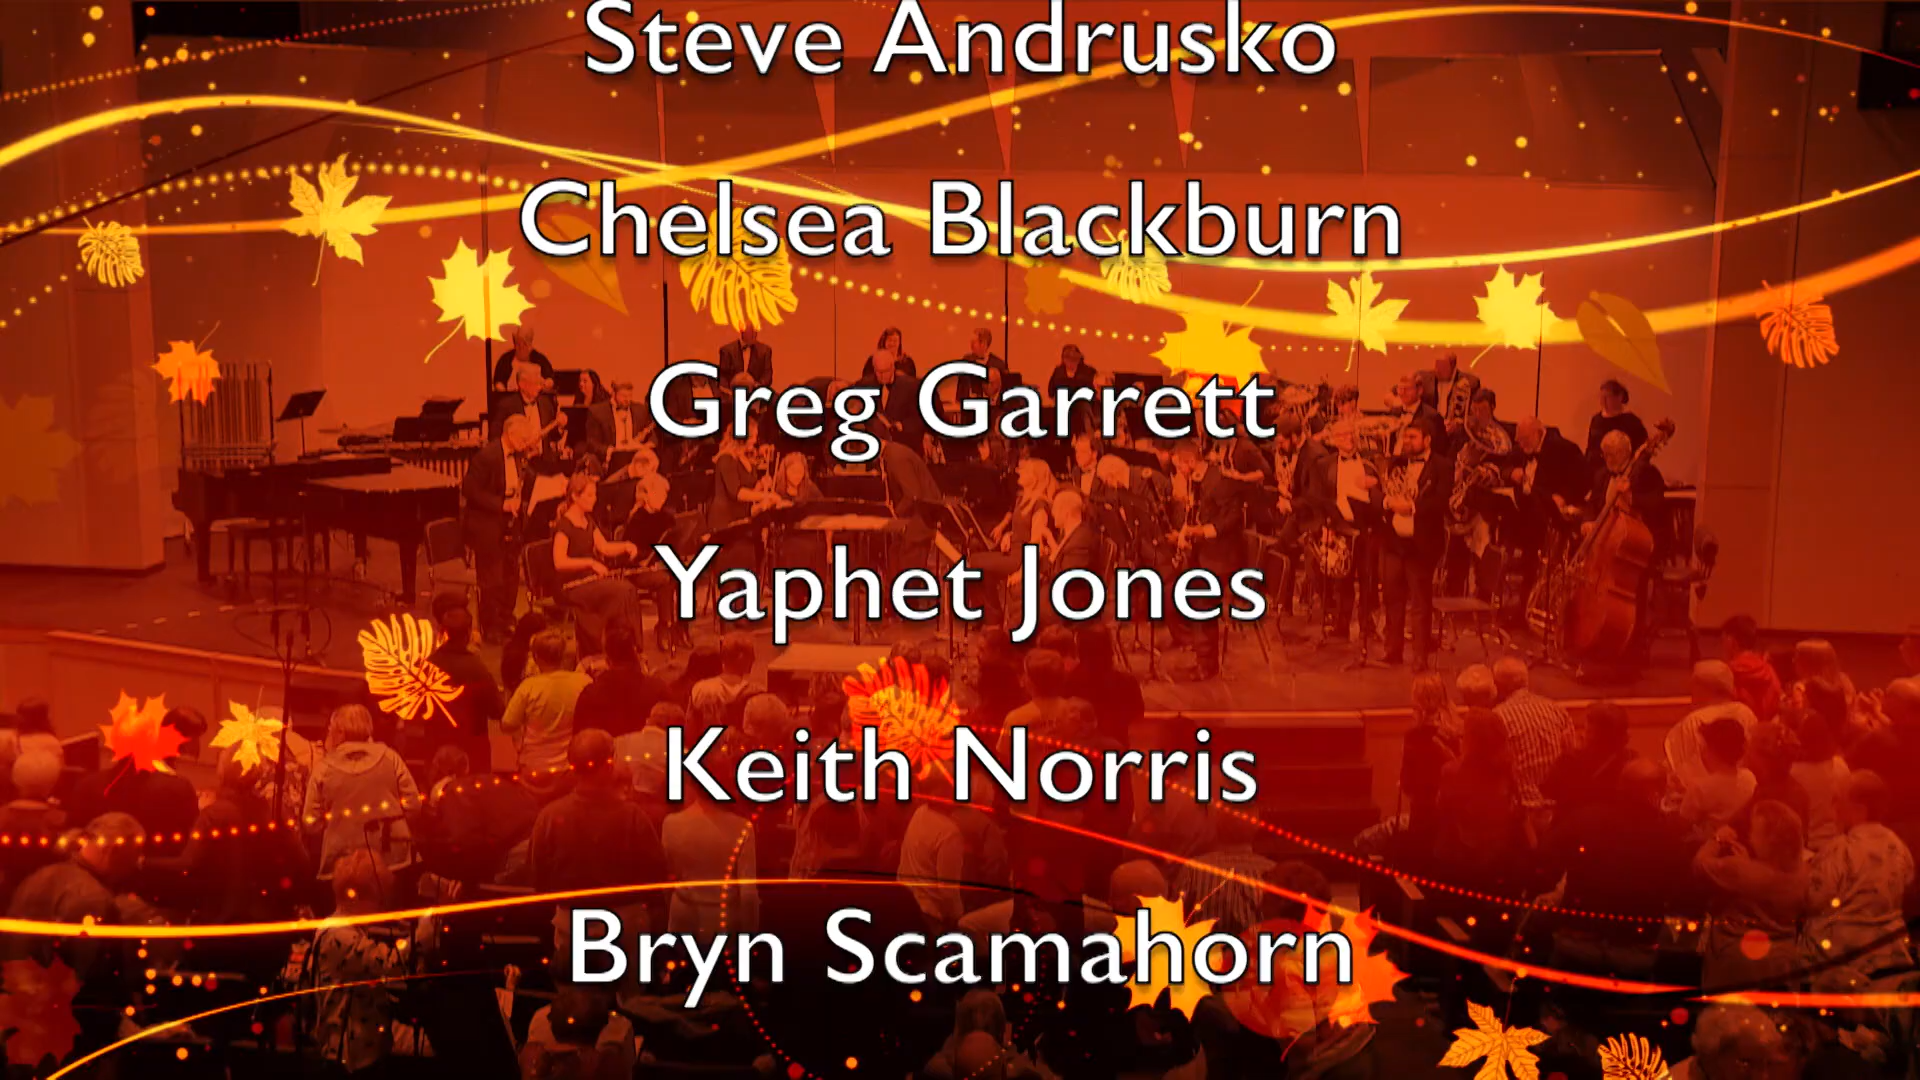 Steve Andrusko
Chelsea Blackburn
Greg Garrett
Yaphet Jones
Keith Norris
Bryn Scamahorn